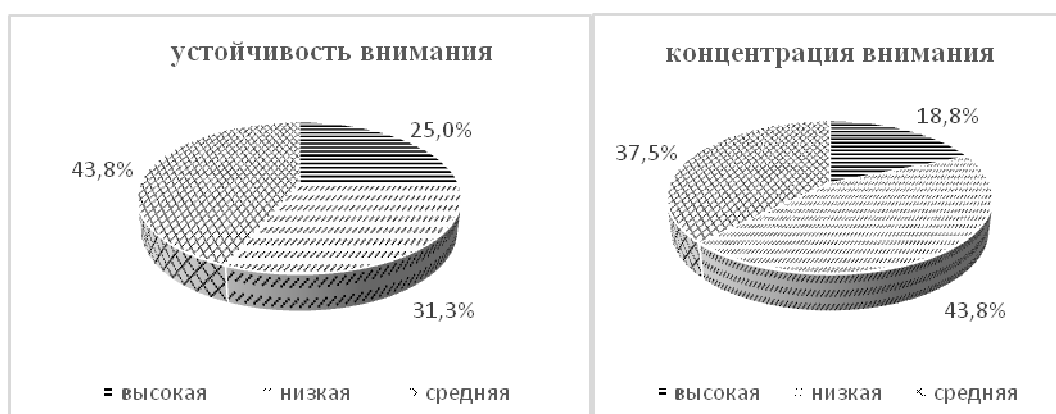 устойчивость внимания
25,0%
43,8%
31,3%
высокая низкая средняя
концентрация внимания
18,8%
37,5%
43,8%
высокая низкая средняя